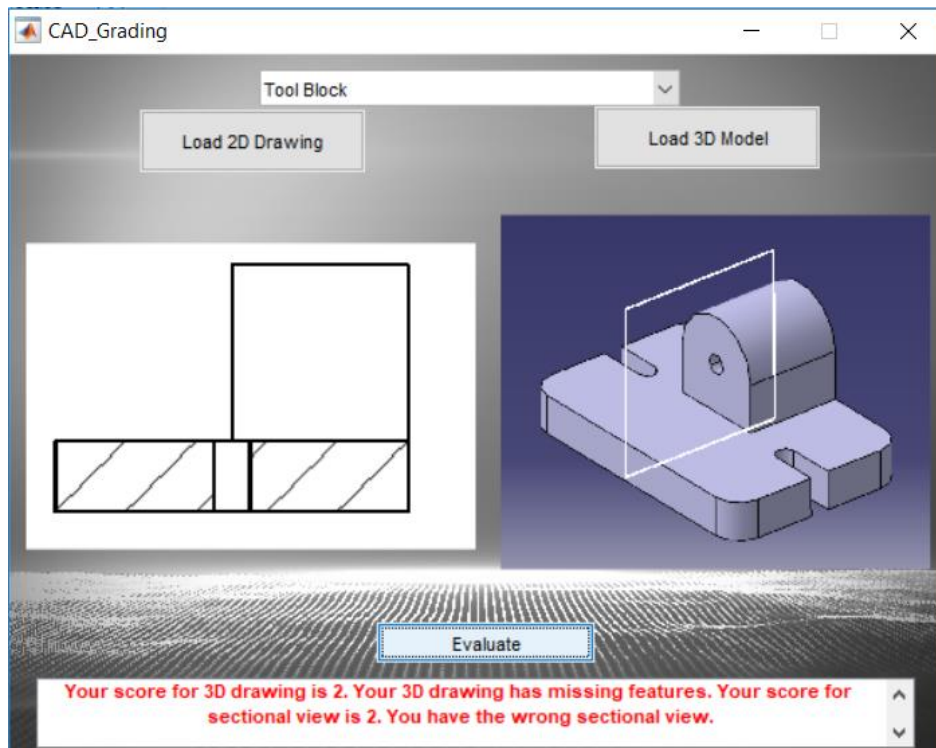 CAD_Grading
Tool Block
Load 2D Drawing
Load 3D Model
Evaluate
Your score for 3D drawing is 2. Your 3D drawing has missing features. Your score for
sectional view is 2. You have the wrong sectional view.